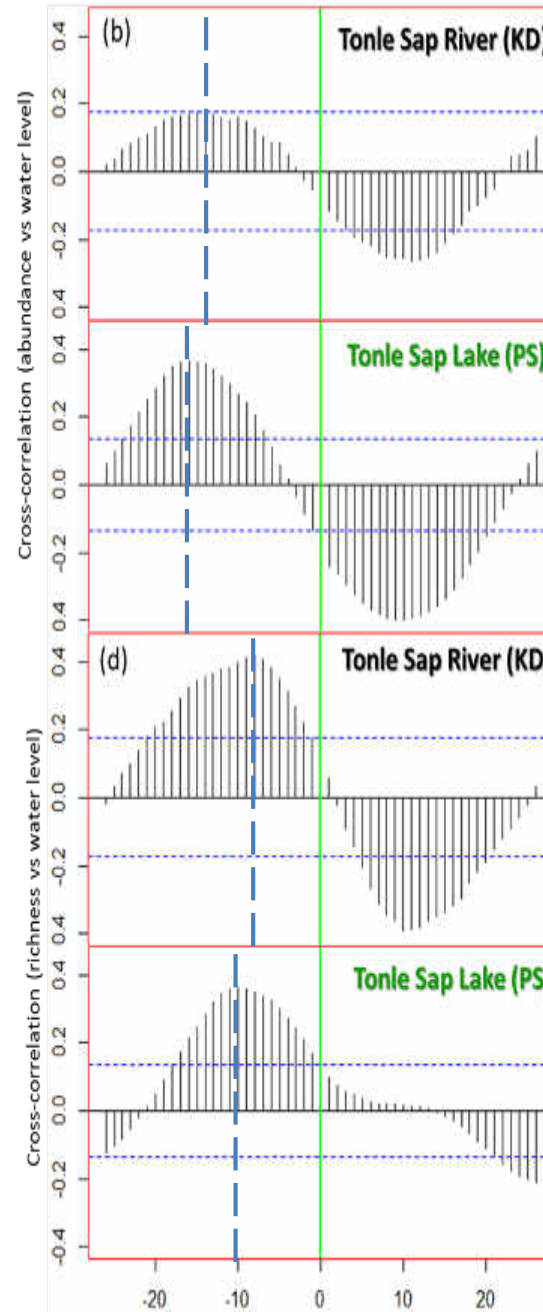 (b)
Tonle Sap River (KD)
0.4
0.2
0.0
-0.2
0.4
Tonle Sap Lake (PS)
0.4
0.2
0.0
-0.2
0.4
Cross-correlation (abundance vs water level)
(d)
Tonle Sap River (KD
0.4
0.2
0.0
-0.2
0.4
Tonle Sap Lake (PS
0.4
0.2
0.0
-0.2
-0.4
Cross-correlation (richness vs water level)
-20 -10 0 10 20